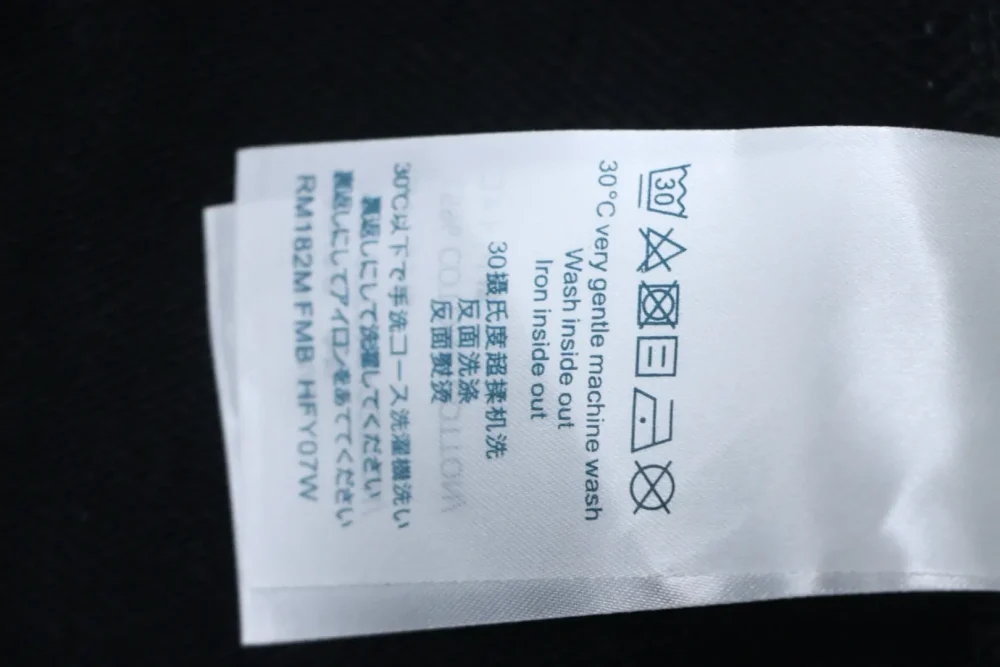 30
30°C very gentle machine wash
Wash inside out
Iron inside out
30摄氏度超揉机洗
反面洗涤
反面熨烫
30℃以下で手洗コース洗濯機洗い
裏返しにして洗濯してください
裏返しにしてアイロンをあててください
RM182M FMB HFY07W